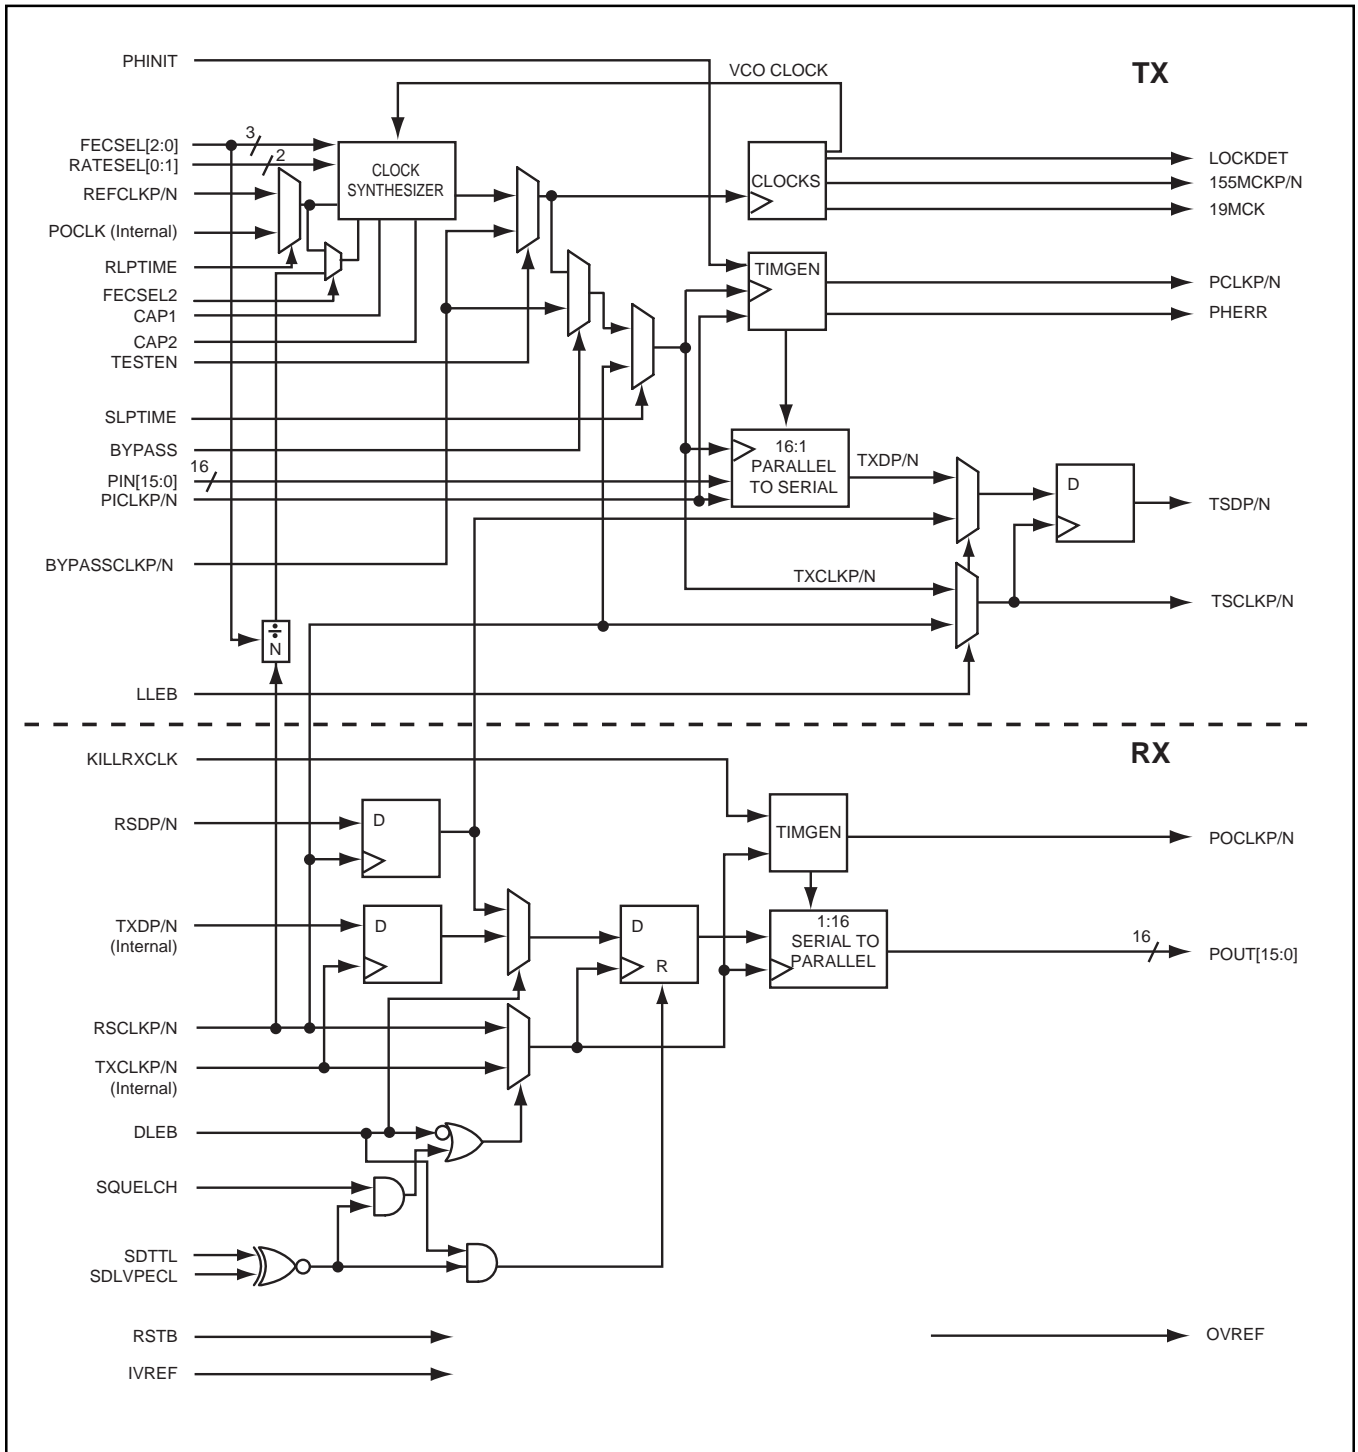 PHINIT
VCO CLOCK
TX
FECSEL[2:0]
3
RATESEL[0:1]
2
REFCLKP/N
POCLK (Internal)
RLPTIME
FECSEL2
CAP1
CAP2
TESTEN
SLPTIME
BYPASS
16
PIN[15:0]
PICLKP/N
BYPASSCLKP/N
LLEB
CLOCK
SYNTHESIZER
CLOCKS
LOCKDET
155MCKP/N
19MCK
TIMGEN
PCLKP/N
PHERR
16:1
PARALLEL
TO SERIAL
TXDP/N
D
TSDP/N
TXCLKP/N
TSCLKP/N
÷
N
RX
KILLRXCLK
RSDP/N
D
TIMGEN
POCLKP/N
TXDP/N
(Internal)
D
D
R
1:16
SERIAL TO
PARALLEL
16
POUT[15:0]
RSCLKP/N
TXCLKP/N
(Internal)
DLEB
SQUELCH
SDTTL
SDLVPECL
RSTB
OVREF
IVREF